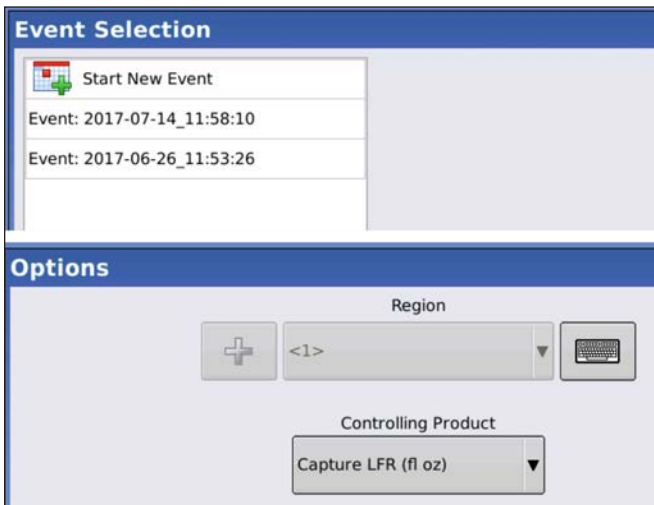 Event Selection
Start New Event
Event: 2017-07-14_11:58:10
Event: 2017-06-26_11:53:26
Options
Region
<1>
Controlling Product
Capture LFR (fl oz)